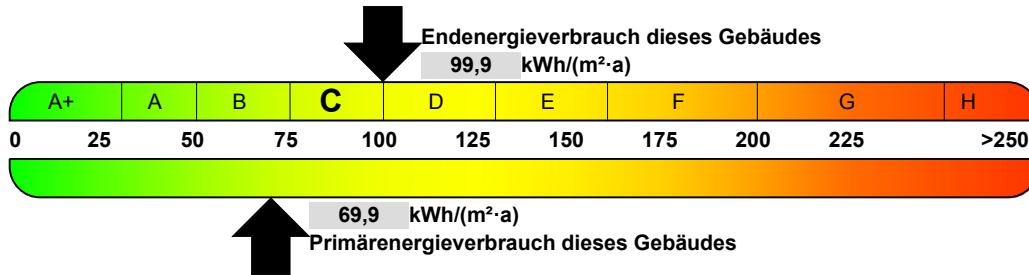 Endenergieverbrauch dieses Gebäudes
99,9 kWh/(m²·a)
A+ A B C D E F G H
0 25 50 75 100 125 150 175 200 225 >250
69,9 kWh/(m²·a)
Primärenergieverbrauch dieses Gebäudes